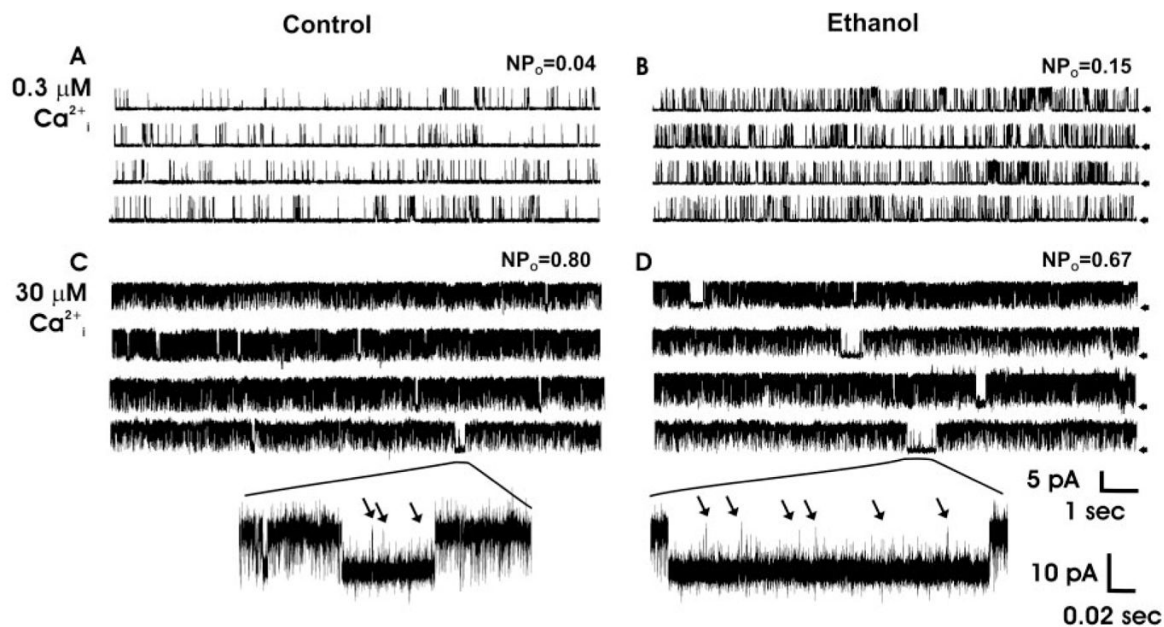 Control
Ethanol
A
NPo=0.04
B
NPo=0.15
0.3 μM
Ca2+i
C
NPo=0.80
D
NPo=0.67
30 μM
Ca2+i
5 pA
1 sec
10 pA
0.02 sec